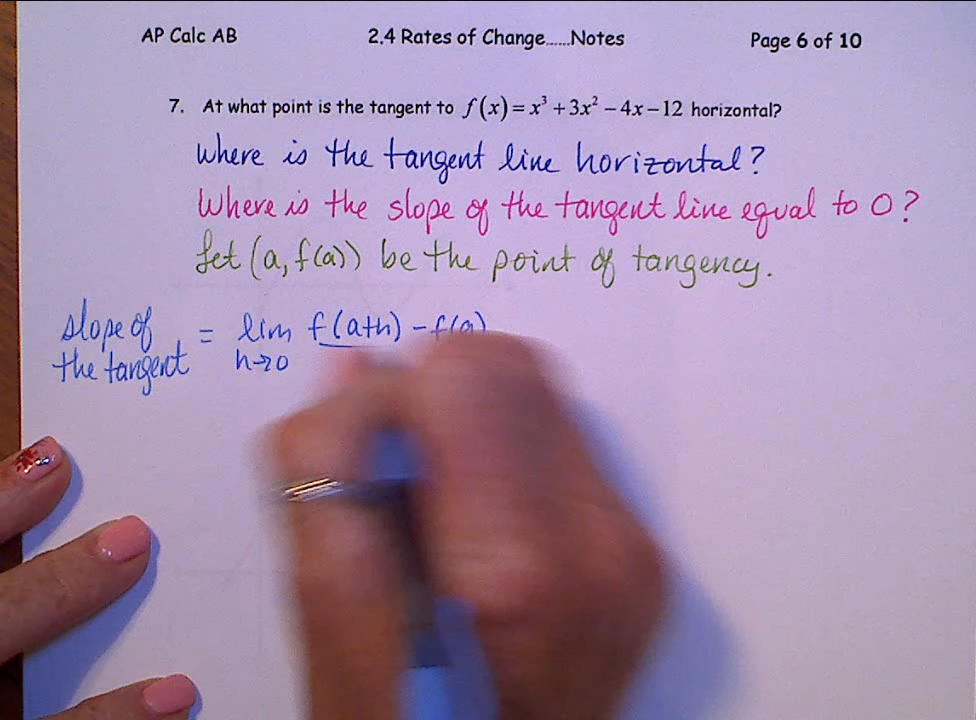 AP Calc AB 2.4 Rates of Change......Notes Page 6 of 10
7. At what point is the tangent to f(x) = x³ + 3x² − 4x − 12 horizontal?
Where is the tangent line horizontal?
Where is the slope of the tangent line equal to 0?
Let (a, f(a)) be the point of tangency.
slope of the tangent = lim h→0 f(a+h) − f(a)